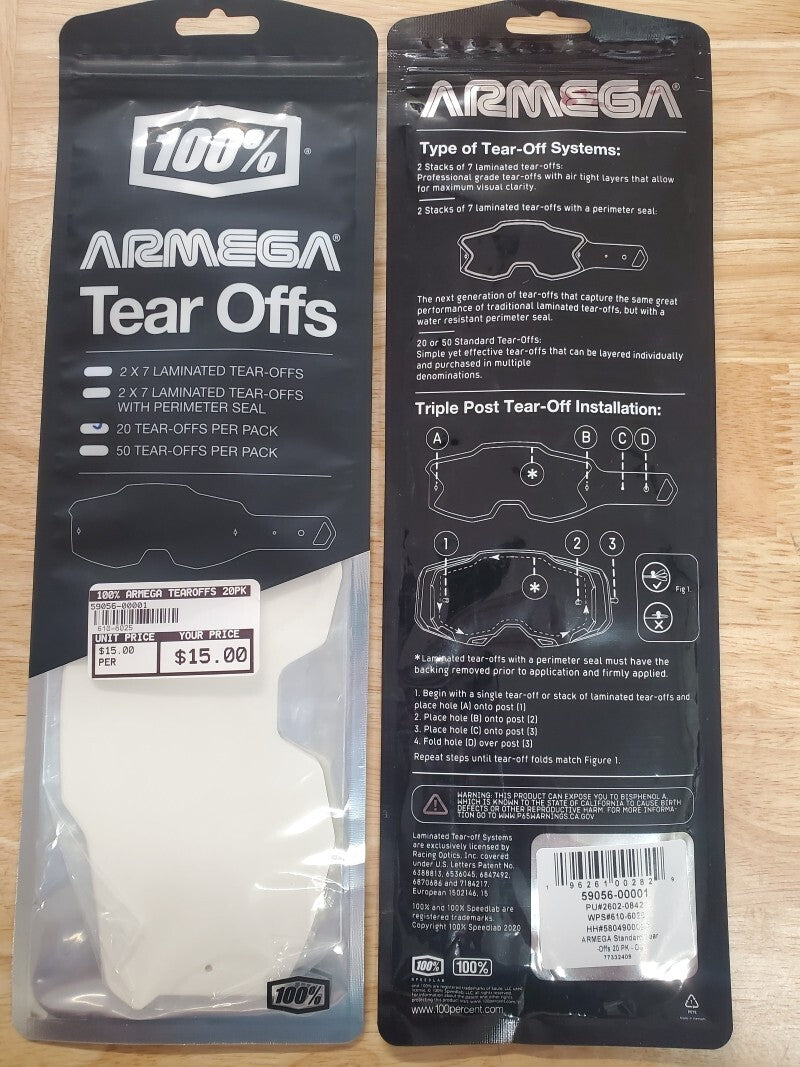 100%®
ARMEGA®
Tear Offs
2 X 7 LAMINATED TEAR-OFFS
2 X 7 LAMINATED TEAR-OFFS
WITH PERIMETER SEAL
20 TEAR-OFFS PER PACK
50 TEAR-OFFS PER PACK
100% ARMEGA TEAROFFS 20PK
59056-00001
610-6025
UNIT PRICE YOUR PRICE
$15.00
PER
$15.00
100%
ARMEGA®
Type of Tear-Off Systems:
2 Stacks of 7 laminated tear-offs:
Professional grade tear-offs with air tight layers that allow
for maximum visual clarity.
2 Stacks of 7 laminated tear-offs with a perimeter seal:
The next generation of tear-offs that capture the same great
performance of traditional laminated tear-offs, but with a
water resistant perimeter seal.
20 or 50 Standard Tear-Offs:
Simple yet effective tear-offs that can be layered individually
and purchased in multiple
denominations.
Triple Post Tear-Off Installation:
A B C D
*
1 2 3
*
Fig 1.
*Laminated tear-offs with a perimeter seal must have the
backing removed prior to application and firmly applied.
1. Begin with a single tear-off or stack of laminated tear-offs and
place hole (A) onto post (1)
2. Place hole (B) onto post (2)
3. Place hole (C) onto post (3)
4. Fold hole (D) over post (3)
Repeat steps until tear-off folds match Figure 1.
WARNING: THIS PRODUCT CAN EXPOSE YOU TO BISPHENOL A,
WHICH IS KNOWN TO THE STATE OF CALIFORNIA TO CAUSE BIRTH
DEFECTS OR OTHER REPRODUCTIVE HARM. FOR MORE INFORMA-
TION GO TO WWW.P65WARNINGS.CA.GOV
Laminated Tear-off Systems
are exclusively licensed by
Racing Optics, Inc. covered
under U.S. Letters Patent No.
6388813, 6536045, 6847492,
6870686 and 7184217.
European 1502146.15
100% and 100% Speedlab are
registered trademarks.
Copyright 100% Speedlab 2020
1 96261 00282 9
59056-00001
PU#2602-0842
WPS#610-602
HH#580490
ARMEGA Standard
-Offs 20 PK -
77332409
100%
SPEEDLAB
100%
www.100percent.com
PETE